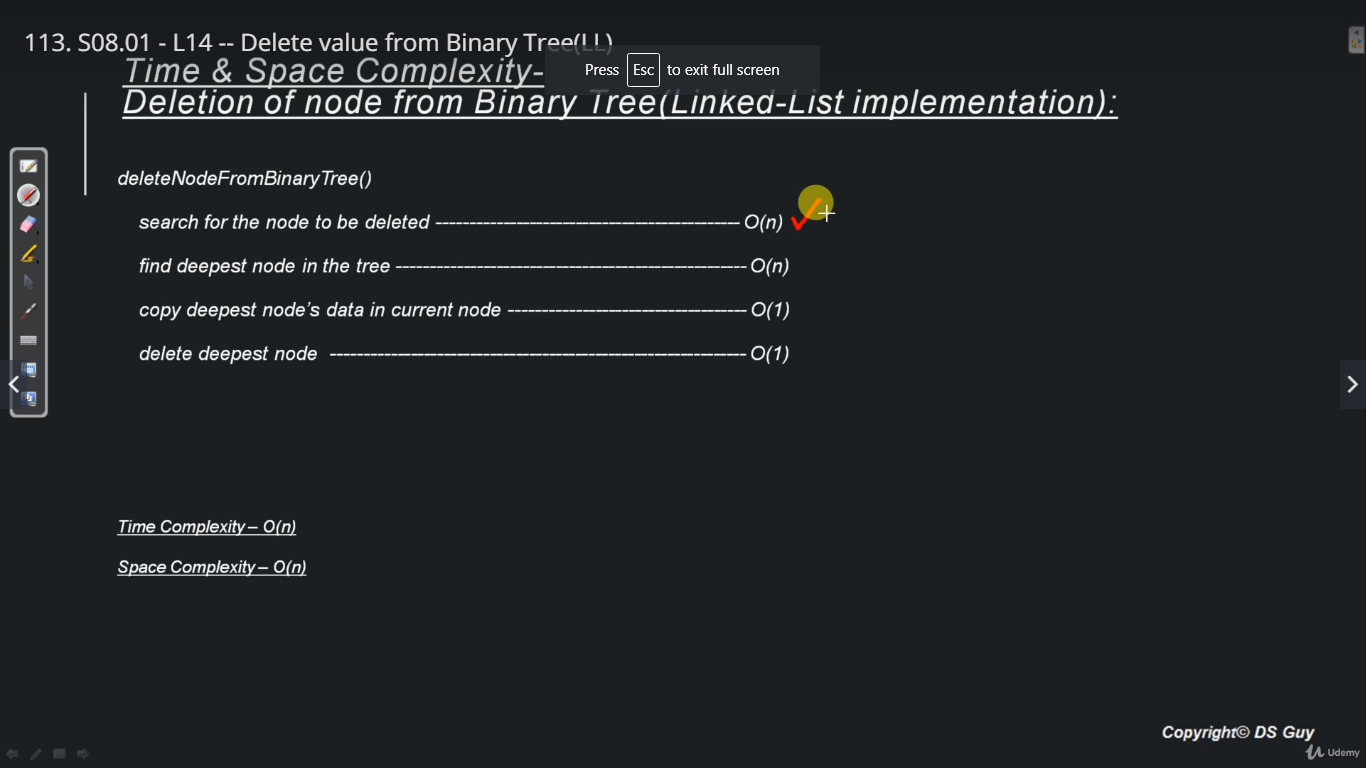 113. S08.01 - L14 -- Delete value from Binary Tree(LL)
Press Esc to exit full screen
Time & Space Complexity-
Deletion of node from Binary Tree(Linked-List implementation):
deleteNodeFromBinaryTree()
search for the node to be deleted ------------------------------------------- O(n)
find deepest node in the tree -------------------------------------------------- O(n)
copy deepest node's data in current node ---------------------------------- O(1)
delete deepest node ------------------------------------------------------------ O(1)
Time Complexity – O(n)
Space Complexity – O(n)
Copyright© DS Guy
Udemy